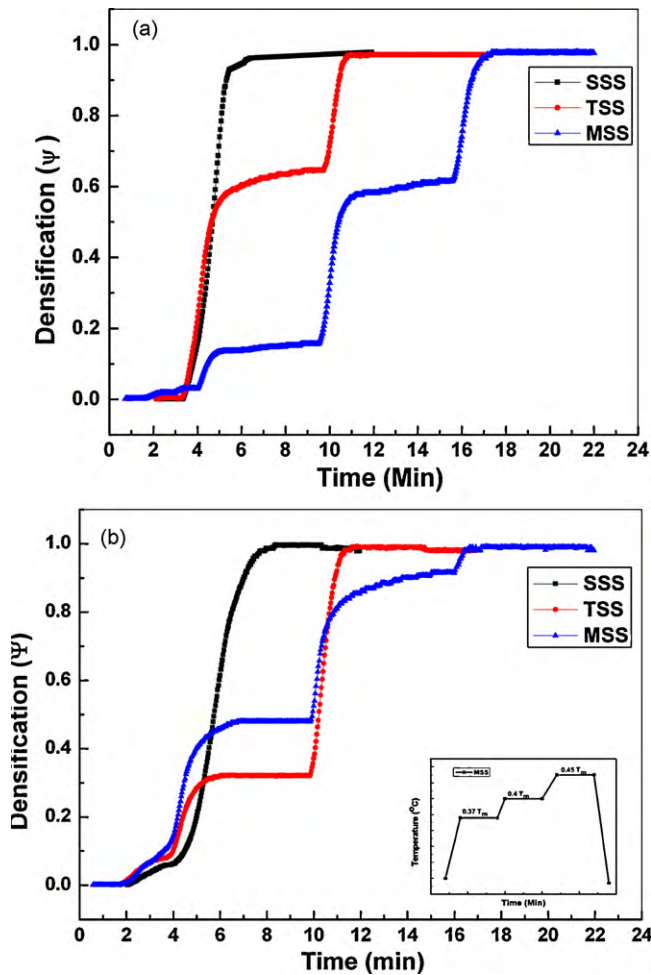 (a)
1.0
0.8
0.6
0.4
0.2
0.0
Densification (ψ)
SSS
TSS
MSS
0 2 4 6 8 10 12 14 16 18 20 22 24
Time (Min)
(b)
1.0
0.8
0.6
0.4
0.2
0.0
Densification (Ψ)
SSS
TSS
MSS
MSS
0.37 Tm
0.4 Tm
0.45 Tm
Temperature (°C)
Time (Min)
0 2 4 6 8 10 12 14 16 18 20 22 24
Time (min)